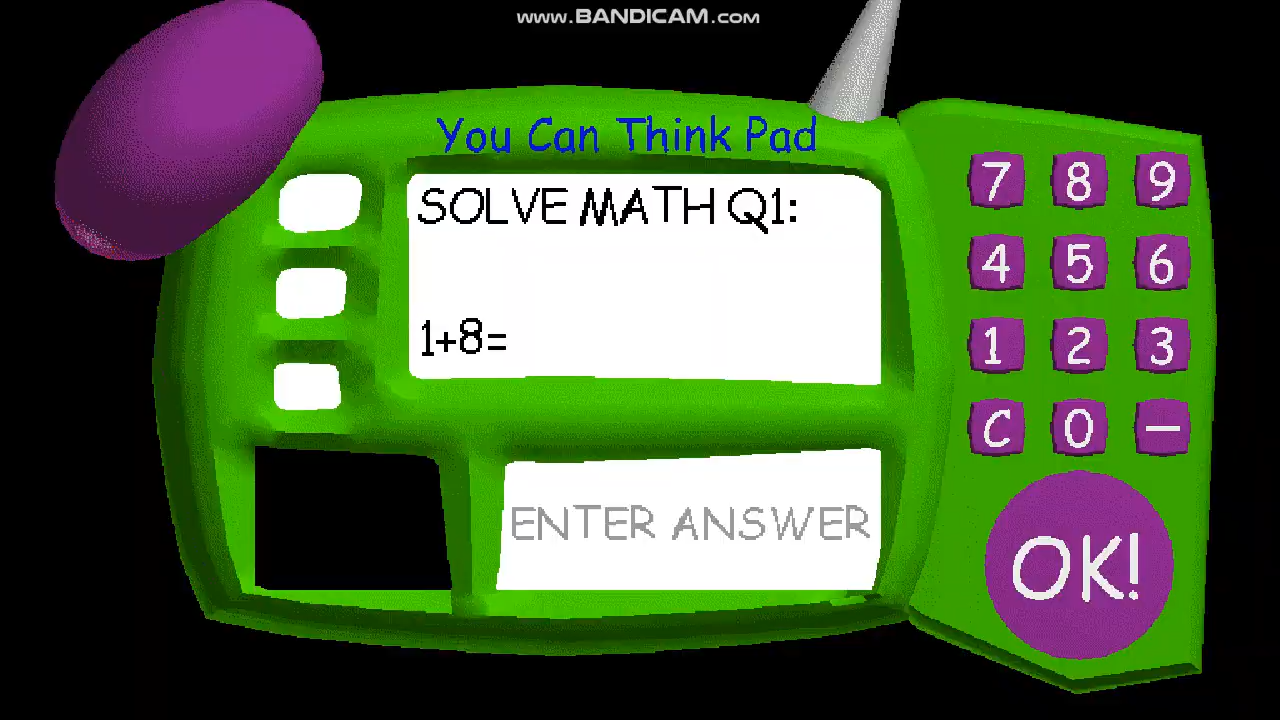 www.BANDICAM.com
You Can Think Pad
SOLVE MATH Q1:
1+8=
ENTER ANSWER
7 8 9
4 5 6
1 2 3
C 0 —
OK!